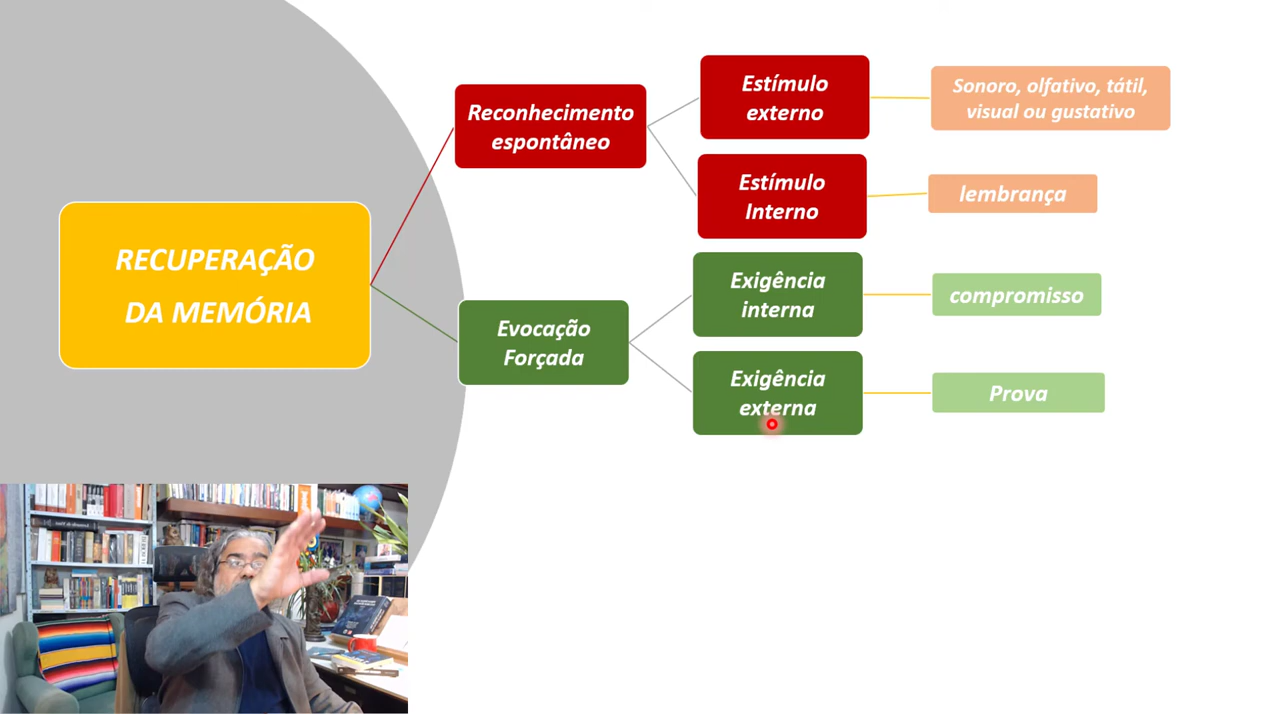 RECUPERAÇÃO
DA MEMÓRIA
Reconhecimento
espontâneo
Estímulo
externo
Sonoro, olfativo, tátil,
visual ou gustativo
Estímulo
Interno
lembrança
Evocação
Forçada
Exigência
interna
compromisso
Exigência
externa
Prova